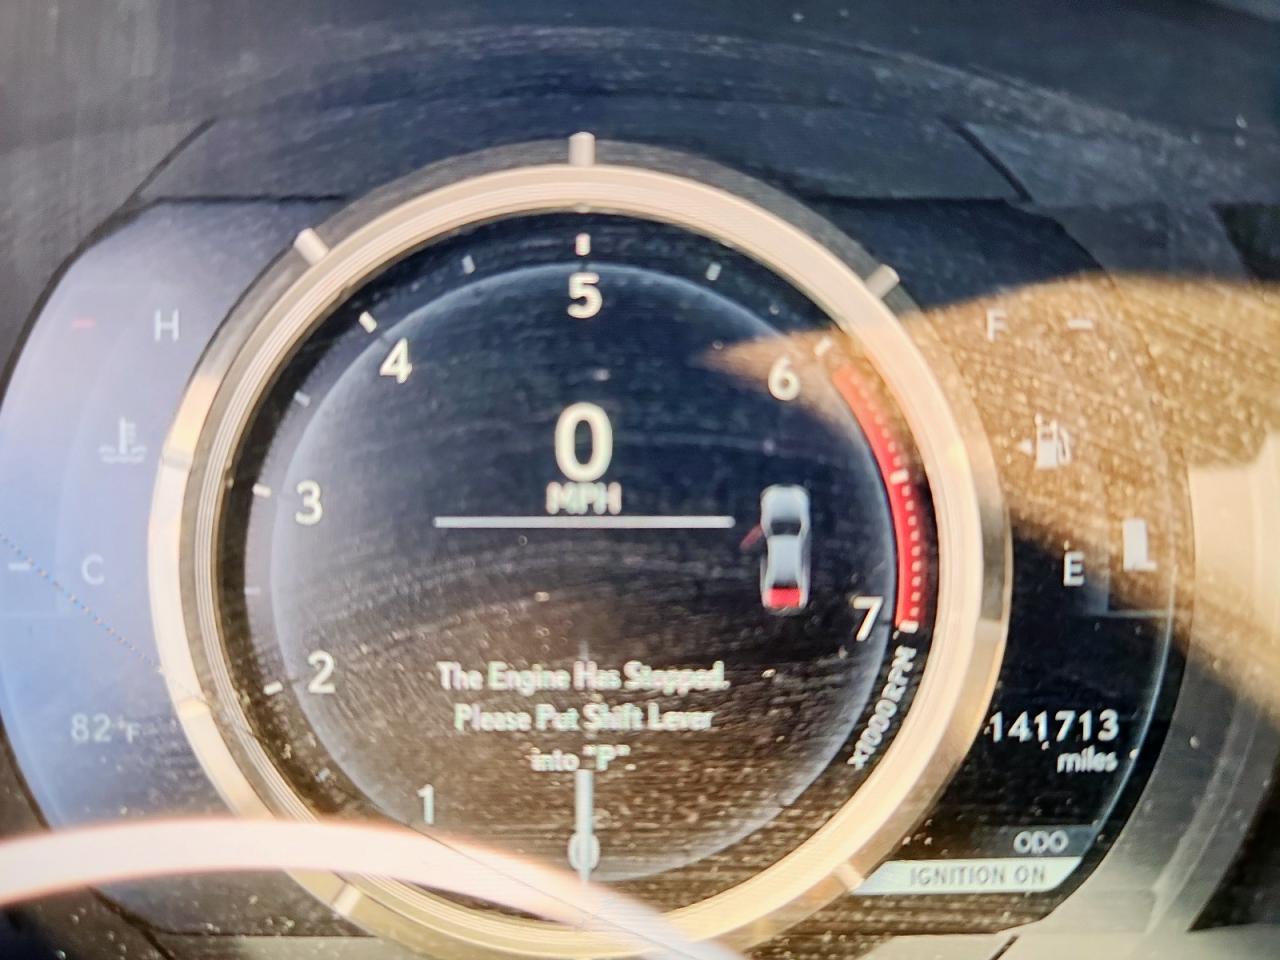 H
F
5
4
6
0
MPH
3
C
E
7
2
The Engine Has Stopped.
Please Put Shift Lever
into "P".
82°F
x1000RPM
141713
miles
1
0
ODO
IGNITION ON